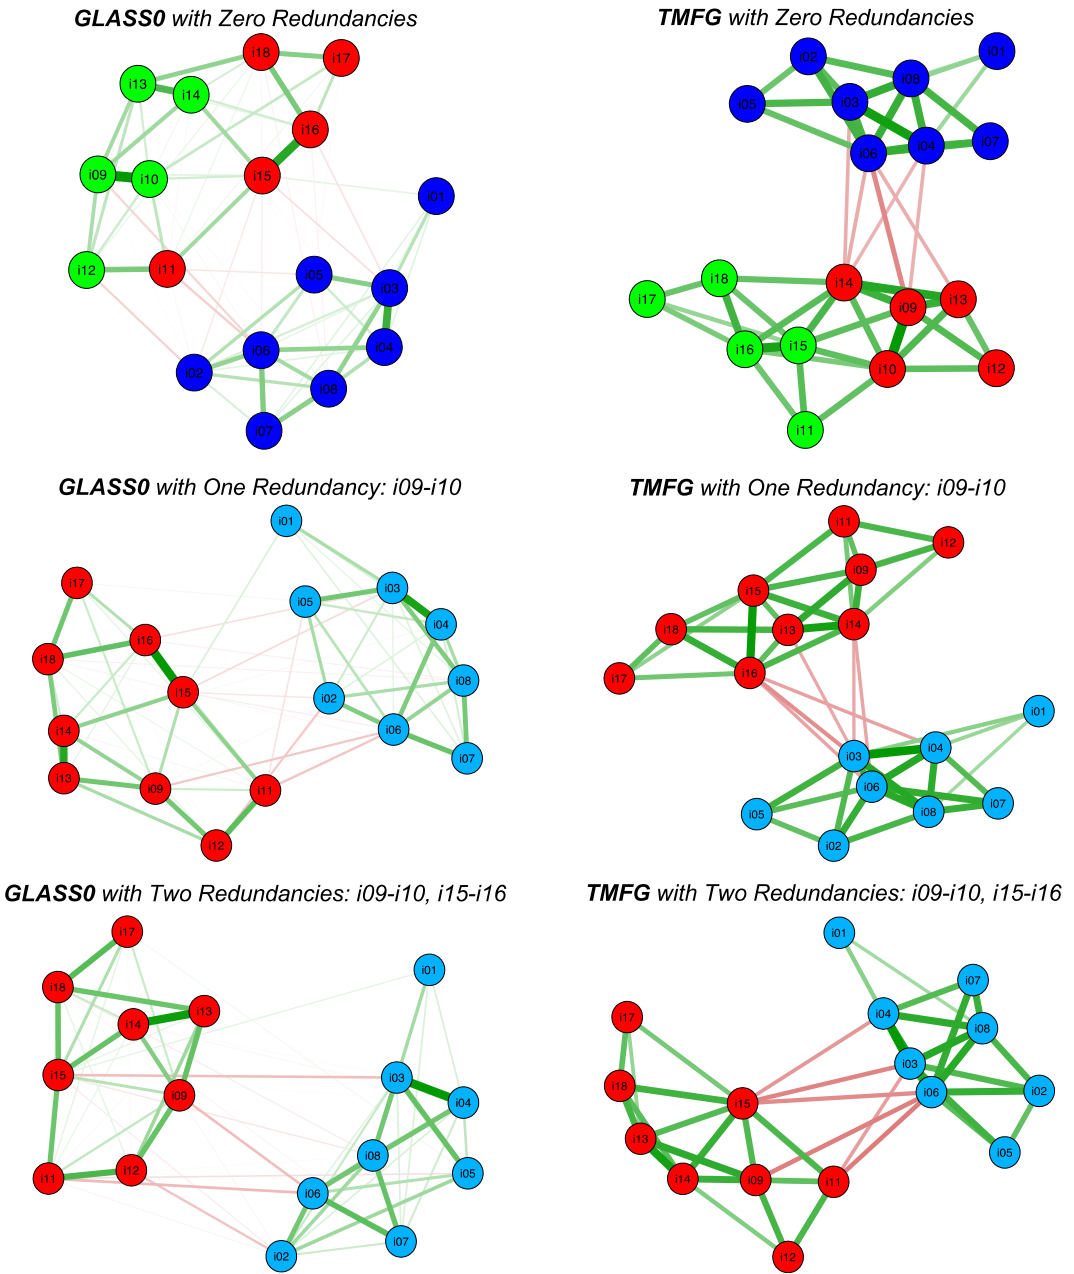 GLASSO with Zero Redundancies
TMFG with Zero Redundancies
i18
i17
i13
i14
i16
i09
i10
i15
i01
i12
i11
i05
i03
i06
i04
i02
i08
i07
i02
i01
i08
i05
i03
i06
i04
i07
i18
i14
i17
i13
i09
i16
i15
i10
i12
i11
GLASSO with One Redundancy: i09-i10
TMFG with One Redundancy: i09-i10
i01
i17
i05
i03
i04
i16
i18
i15
i02
i08
i14
i06
i13
i09
i11
i07
i12
i11
i12
i09
i15
i18
i13
i14
i17
i16
i01
i03
i04
i06
i05
i08
i07
i02
GLASSO with Two Redundancies: i09-i10, i15-i16
TMFG with Two Redundancies: i09-i10, i15-i16
i17
i18
i13
i14
i01
i15
i09
i03
i04
i08
i11
i12
i06
i05
i07
i02
i01
i07
i04
i08
i17
i03
i18
i15
i06
i02
i13
i05
i14
i09
i11
i12